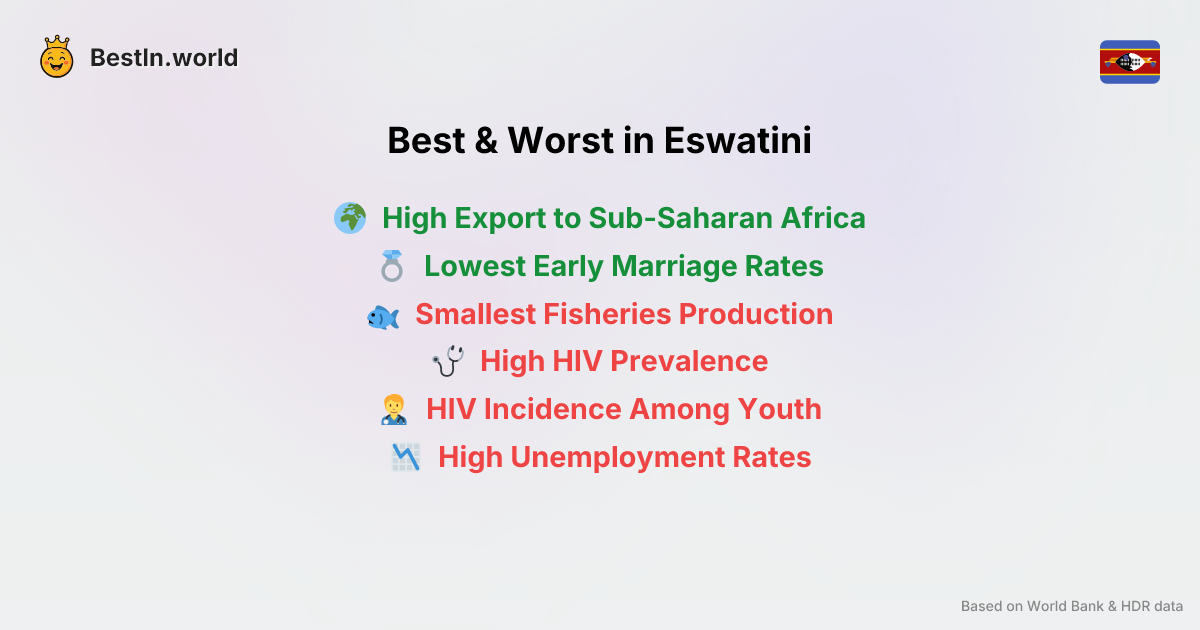 BestIn.world
Best & Worst in Eswatini
High Export to Sub-Saharan Africa
Lowest Early Marriage Rates
Smallest Fisheries Production
High HIV Prevalence
HIV Incidence Among Youth
High Unemployment Rates
Based on World Bank & HDR data